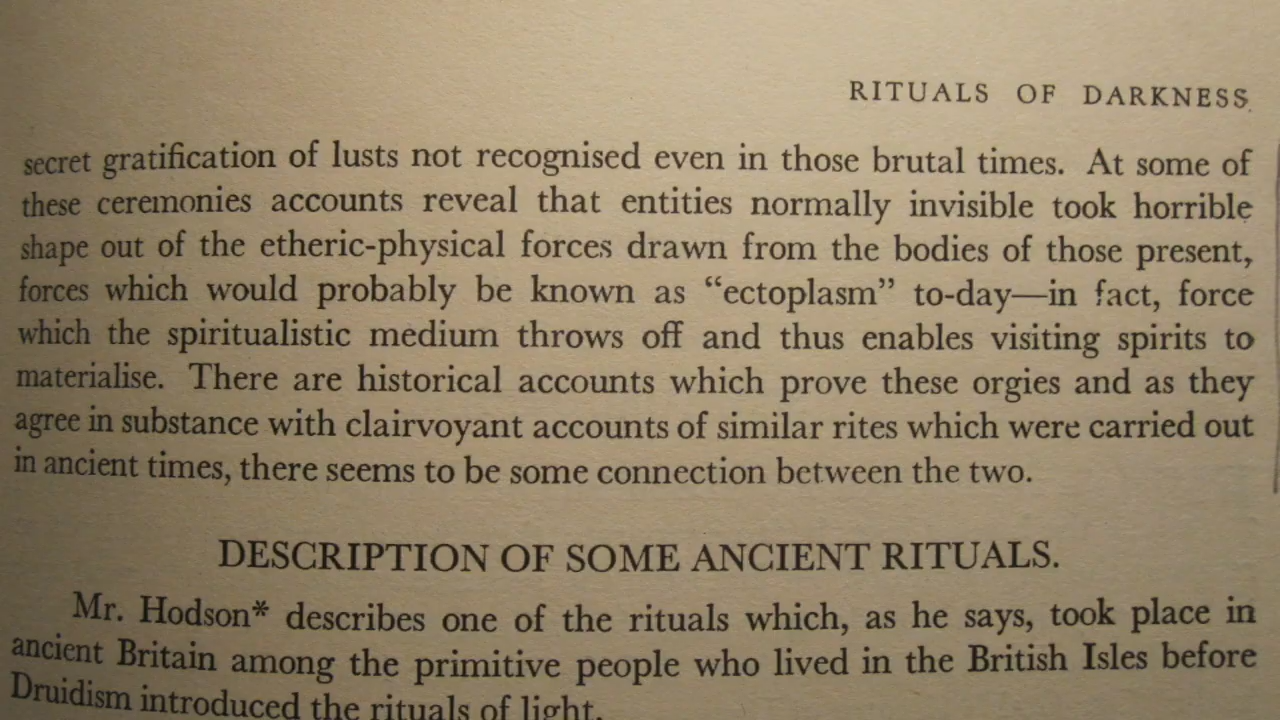 RITUALS OF DARKNESS
secret gratification of lusts not recognised even in those brutal times. At some of
these ceremonies accounts reveal that entities normally invisible took horrible
shape out of the etheric-physical forces drawn from the bodies of those present,
forces which would probably be known as “ectoplasm” to-day—in fact, force
which the spiritualistic medium throws off and thus enables visiting spirits to
materialise. There are historical accounts which prove these orgies and as they
agree in substance with clairvoyant accounts of similar rites which were carried out
in ancient times, there seems to be some connection between the two.
DESCRIPTION OF SOME ANCIENT RITUALS.
Mr. Hodson* describes one of the rituals which, as he says, took place in
ancient Britain among the primitive people who lived in the British Isles before
Druidism introduced the rituals of light.